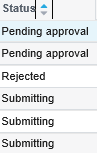 Status
Pending approval
Pending approval
Rejected
Submitting
Submitting
Submitting